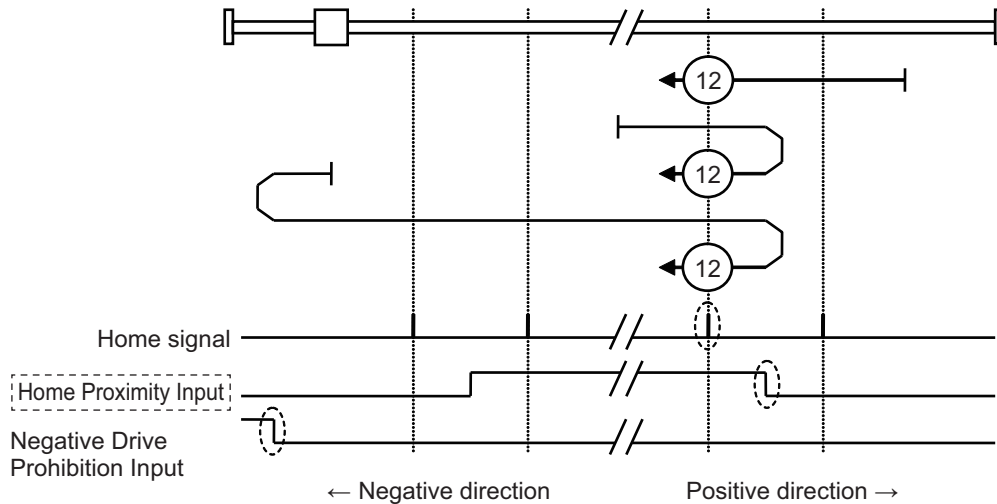 12
12
12
Home signal
Home Proximity Input
Negative Drive
Prohibition Input
← Negative direction Positive direction →